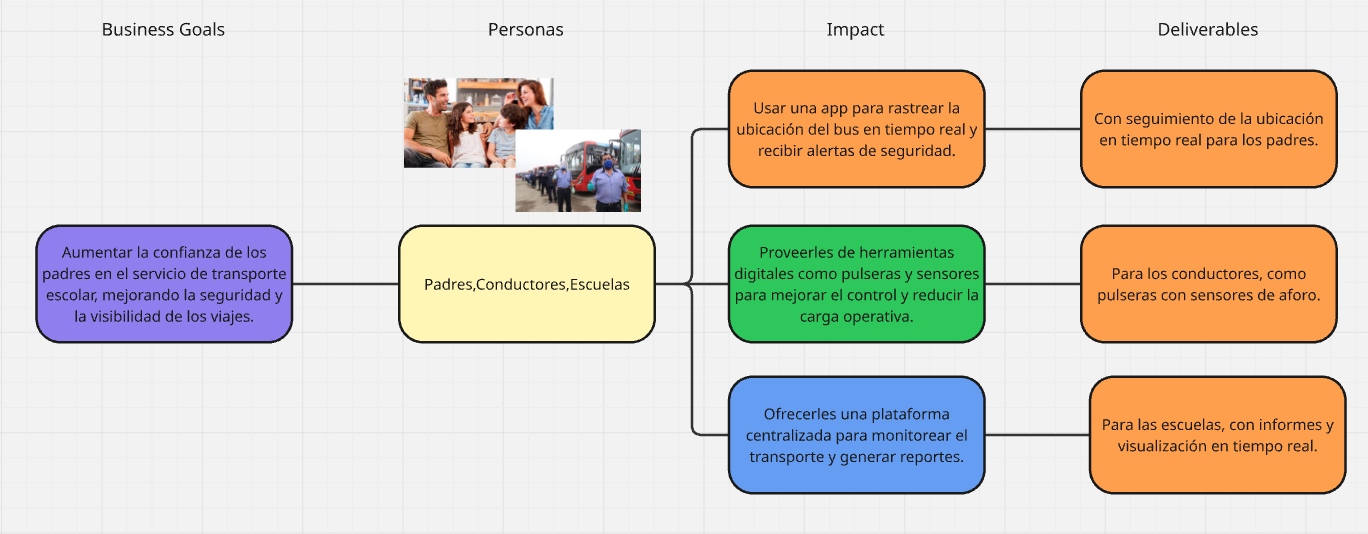 Business Goals
Personas
Impact
Deliverables
Usar una app para rastrear la
ubicación del bus en tiempo real y
recibir alertas de seguridad.
Con seguimiento de la ubicación
en tiempo real para los padres.
Aumentar la confianza de los
padres en el servicio de transporte
escolar, mejorando la seguridad y
la visibilidad de los viajes.
Padres,Conductores,Escuelas
Proveerles de herramientas
digitales como pulseras y sensores
para mejorar el control y reducir la
carga operativa.
Para los conductores, como
pulseras con sensores de aforo.
Ofrecerles una plataforma
centralizada para monitorear el
transporte y generar reportes.
Para las escuelas, con informes y
visualización en tiempo real.